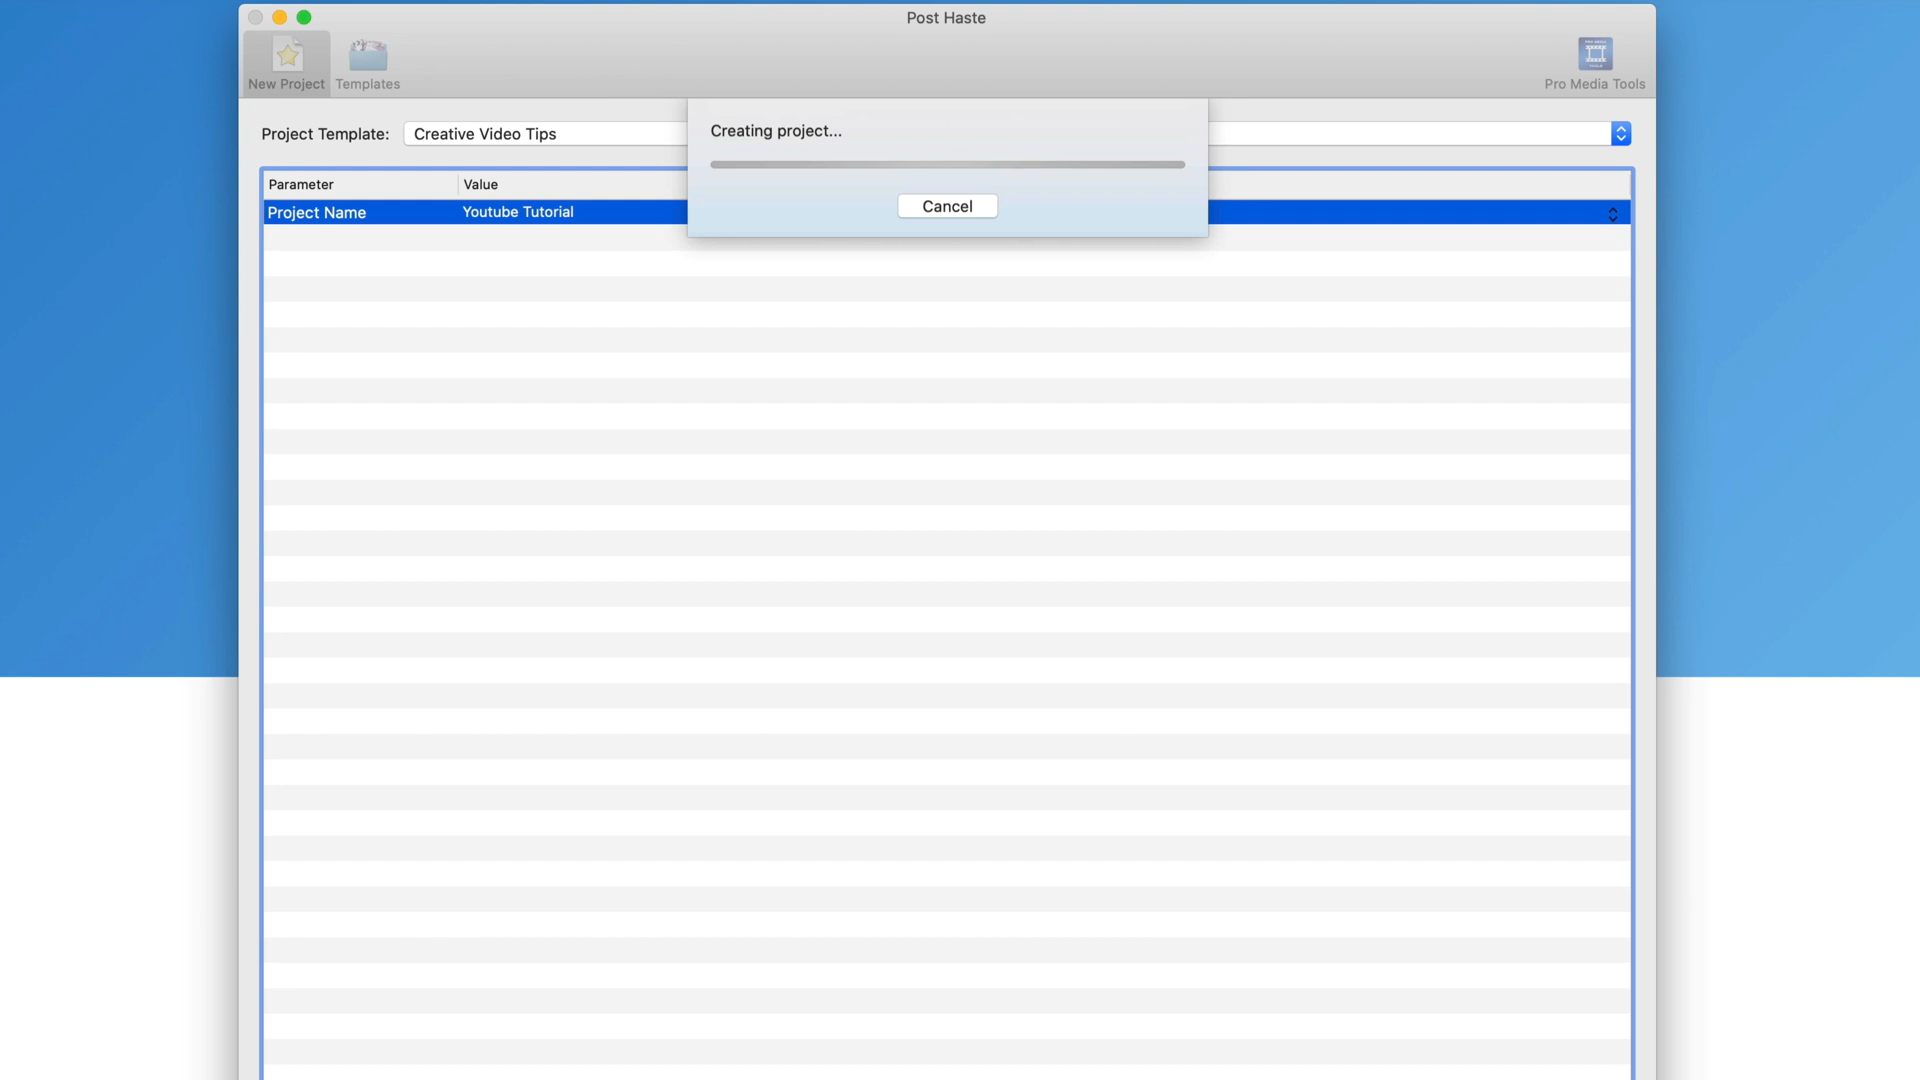 Post Haste
New Project
Templates
Pro Media Tools
Project Template:
Creative Video Tips
Creating project...
Cancel
Parameter
Value
Project Name
Youtube Tutorial